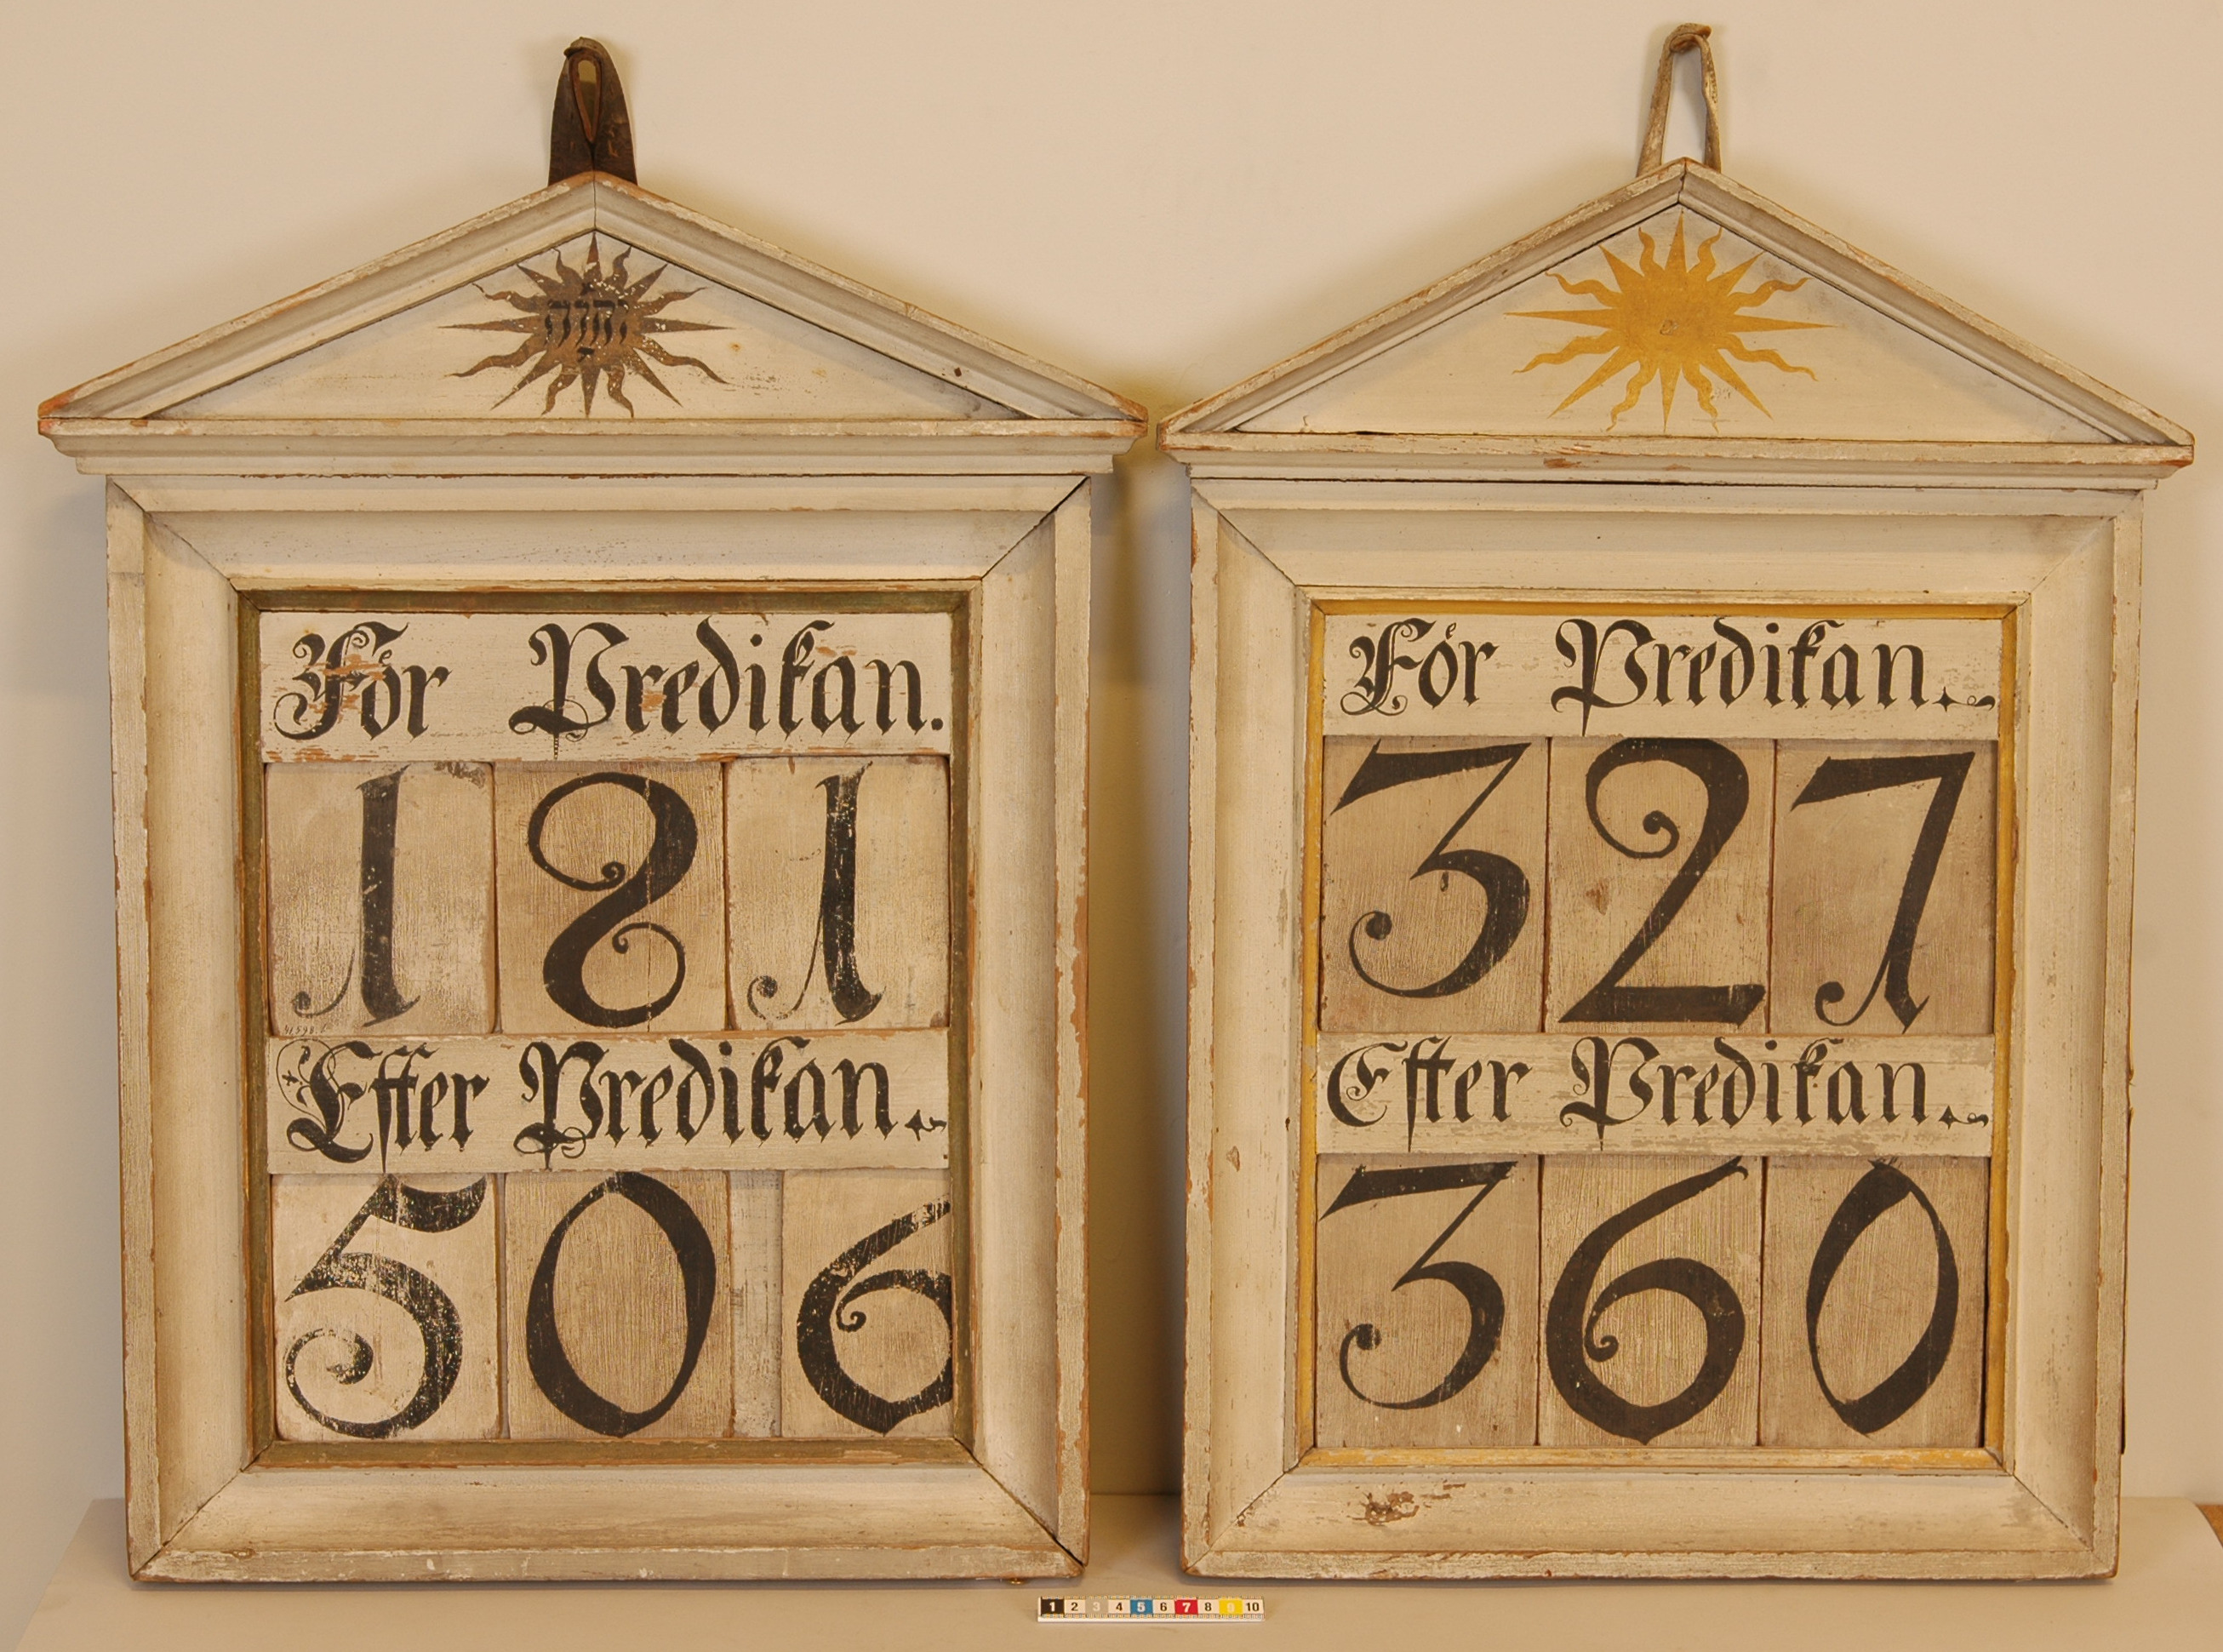 יהוה
För Predikan.
181
Efter Predikan.
506
För Predikan.
327
Efter Predikan.
360
1 2 3 4 5 6 7 8 9 10